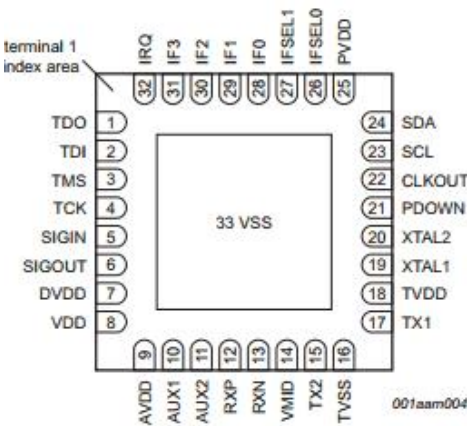 terminal 1
index area
IRQ
IF3
IF2
IF1
IF0
IFSEL1
IFSEL0
PVDD
32
31
30
29
28
27
26
25
TDO 1
TDI 2
TMS 3
TCK 4
SIGIN 5
SIGOUT 6
DVDD 7
VDD 8
33 VSS
24 SDA
23 SCL
22 CLKOUT
21 PDOWN
20 XTAL2
19 XTAL1
18 TVDD
17 TX1
9
10
11
12
13
14
15
16
AVDD
AUX1
AUX2
RXP
RXN
VMID
TX2
TVSS
001aam004